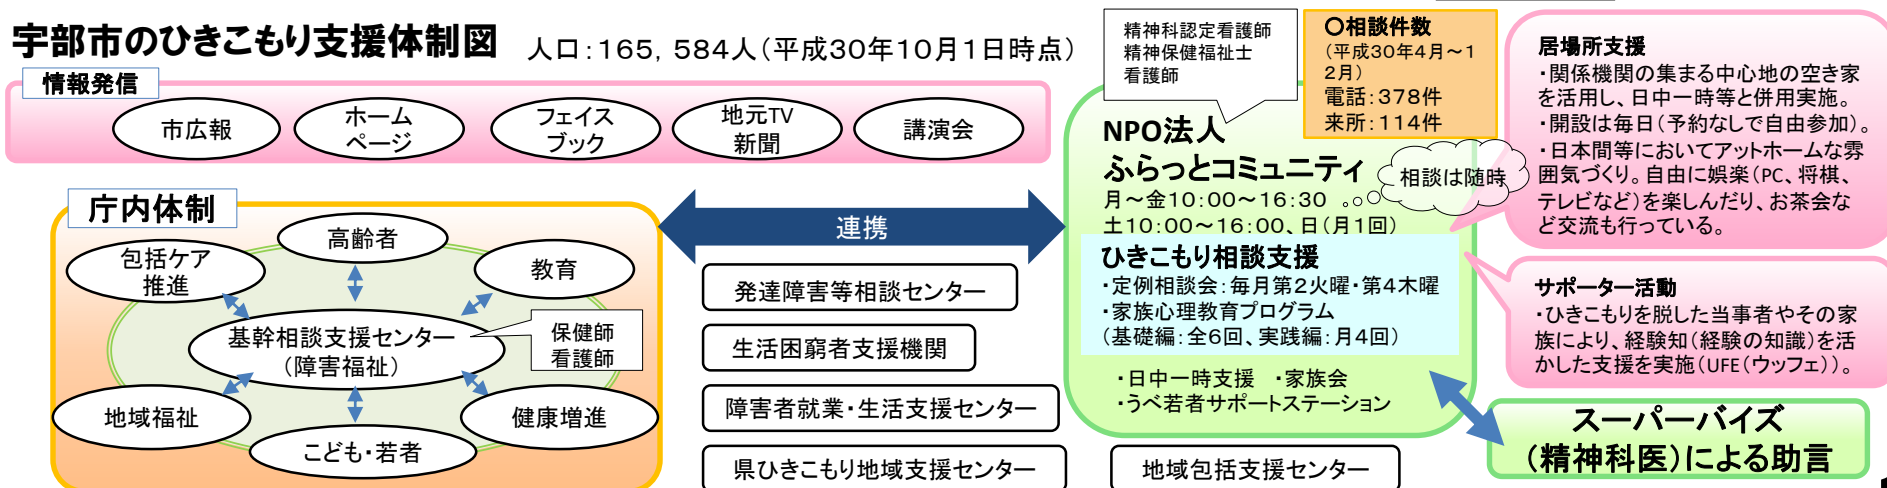 宇部市のひきこもり支援体制図
人口：165，584人（平成30年10月1日時点）
情報発信
市広報
ホーム
ページ
フェイス
ブック
地元TV
新聞
講演会
庁内体制
高齢者
包括ケア
推進
教育
基幹相談支援センター
（障害福祉）
保健師
看護師
地域福祉
こども・若者
健康増進
連携
発達障害等相談センター
生活困窮者支援機関
障害者就業・生活支援センター
県ひきこもり地域支援センター
地域包括支援センター
精神科認定看護師
精神保健福祉士
看護師
〇相談件数
（平成30年4月～1
2月）
電話：378件
来所：114件
NPO法人
ふらっとコミュニティ
相談は随時
月～金10：00～16：30
土10：00～16：00、日（月1回）
ひきこもり相談支援
・定例相談会：毎月第2火曜・第4木曜
・家族心理教育プログラム
（基礎編：全6回、実践編：月4回）
・日中一時支援　・家族会
・うべ若者サポートステーション
居場所支援
・関係機関の集まる中心地の空き家
を活用し、日中一時等と併用実施。
・開設は毎日（予約なしで自由参加）。
・日本間等においてアットホームな雰
囲気づくり。自由に娯楽（PC、将棋、
テレビなど）を楽しんだり、お茶会な
ど交流も行っている。
サポーター活動
・ひきこもりを脱した当事者やその家
族により、経験知（経験の知識）を活
かした支援を実施（UFE（ウッフェ））。
スーパーバイズ
（精神科医）による助言